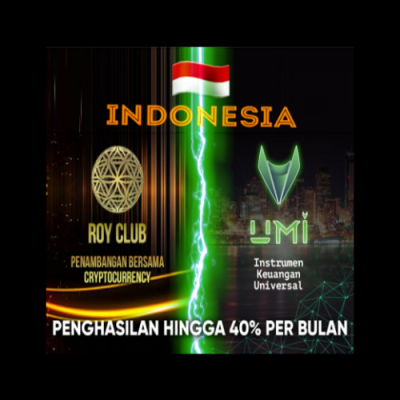 INDONESIA
ROY CLUB
PENAMBANGAN BERSAMA
CRYPTOCURRENCY
UMi
Instrumen
Keuangan
Universal
PENGHASILAN HINGGA 40% PER BULAN